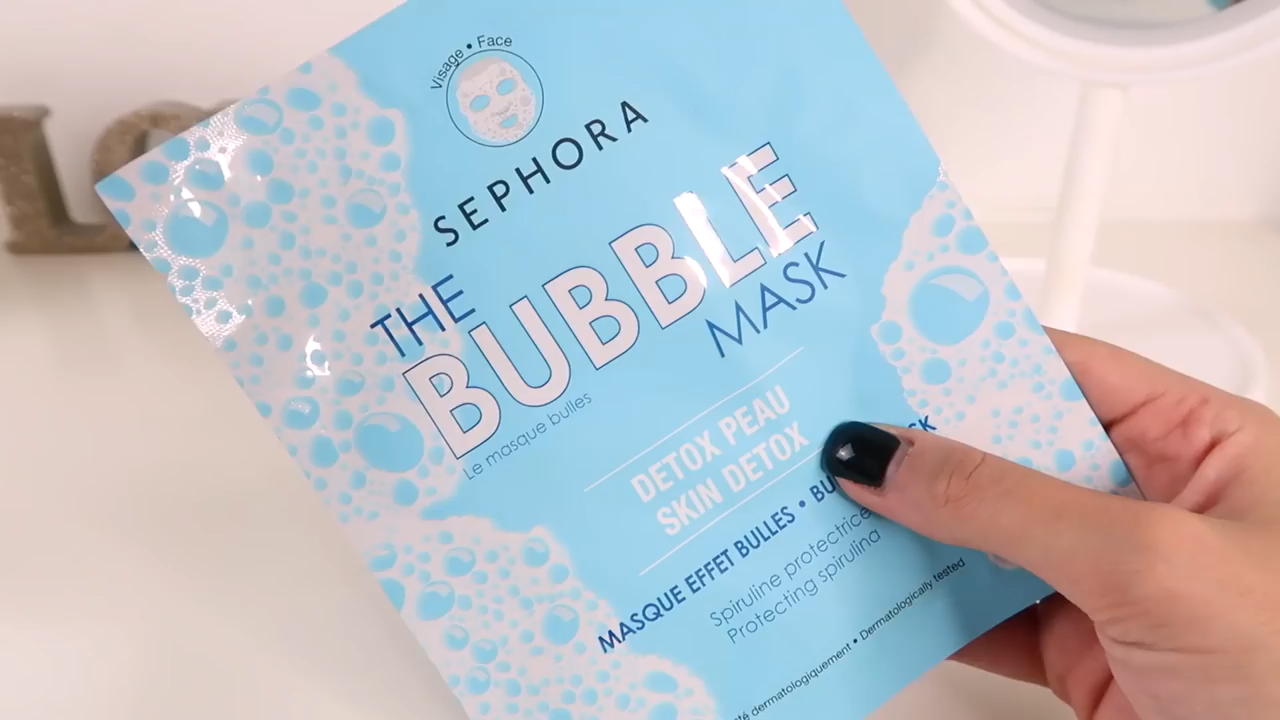 Visage • Face
SEPHORA
THE
BUBBLE
MASK
Le masque bulles
DETOX PEAU
SKIN DETOX
MASQUE EFFET BULLES •
Spiruline protectrice
Protecting spirulina
dermatologiquement • Dermatologically tested
LO